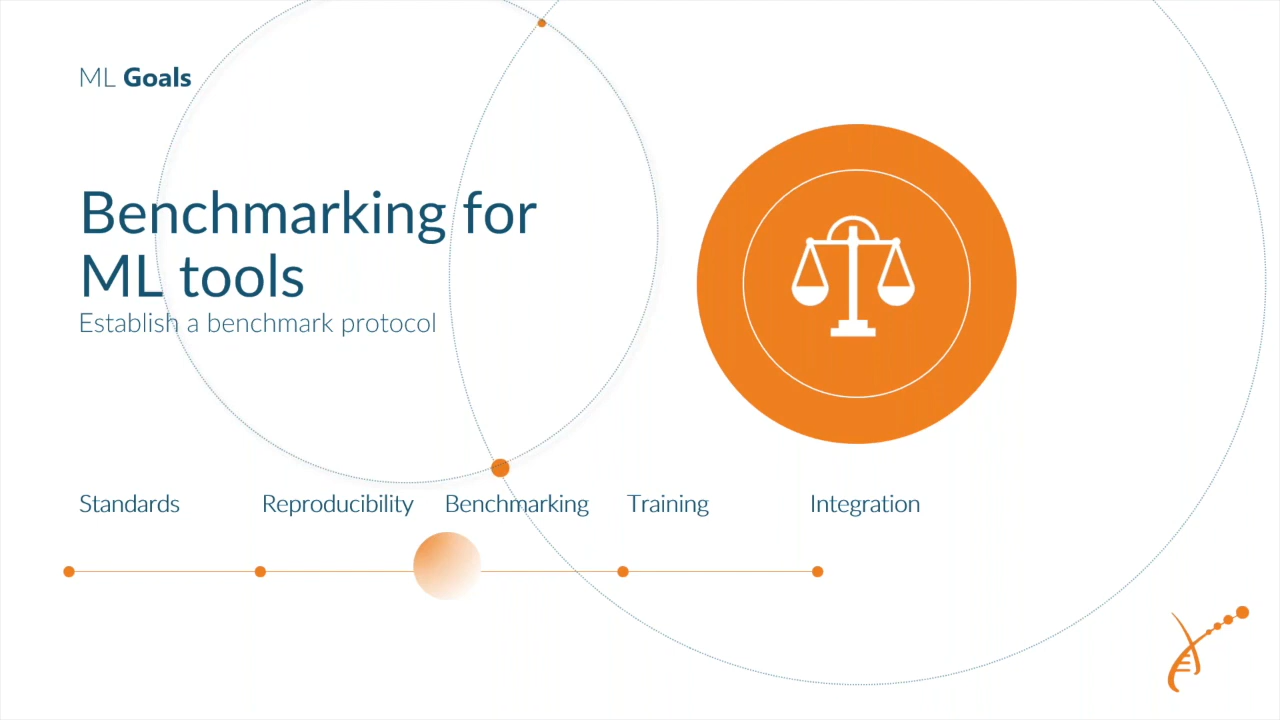 ML Goals
Benchmarking for
ML tools
Establish a benchmark protocol
Standards Reproducibility Benchmarking Training Integration